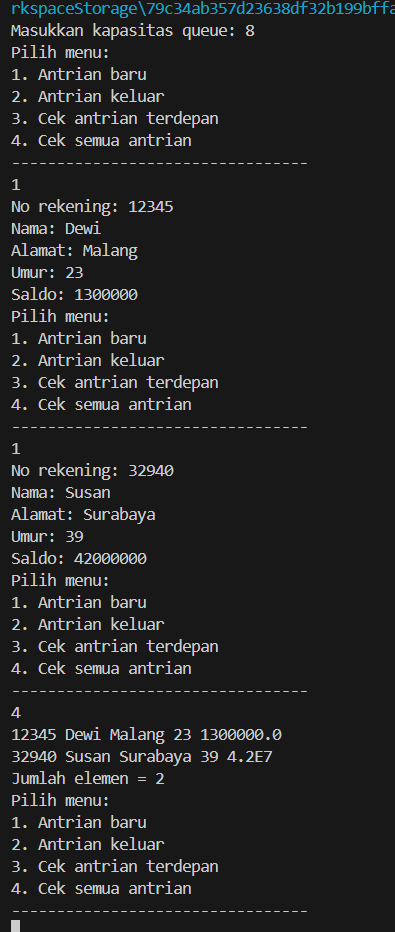 rkspaceStorage\79c34ab357d23638df32b199bffa
Masukkan kapasitas queue: 8
Pilih menu:
1. Antrian baru
2. Antrian keluar
3. Cek antrian terdepan
4. Cek semua antrian
---------------------------------
1
No rekening: 12345
Nama: Dewi
Alamat: Malang
Umur: 23
Saldo: 1300000
Pilih menu:
1. Antrian baru
2. Antrian keluar
3. Cek antrian terdepan
4. Cek semua antrian
---------------------------------
1
No rekening: 32940
Nama: Susan
Alamat: Surabaya
Umur: 39
Saldo: 42000000
Pilih menu:
1. Antrian baru
2. Antrian keluar
3. Cek antrian terdepan
4. Cek semua antrian
---------------------------------
4
12345 Dewi Malang 23 1300000.0
32940 Susan Surabaya 39 4.2E7
Jumlah elemen = 2
Pilih menu:
1. Antrian baru
2. Antrian keluar
3. Cek antrian terdepan
4. Cek semua antrian
---------------------------------